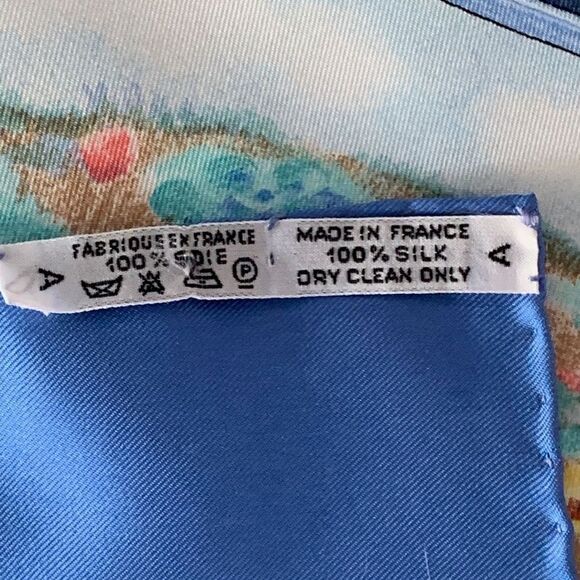 FABRIQUE EN FRANCE
100% SOIE
A
P
MADE IN FRANCE
100% SILK
DRY CLEAN ONLY
A